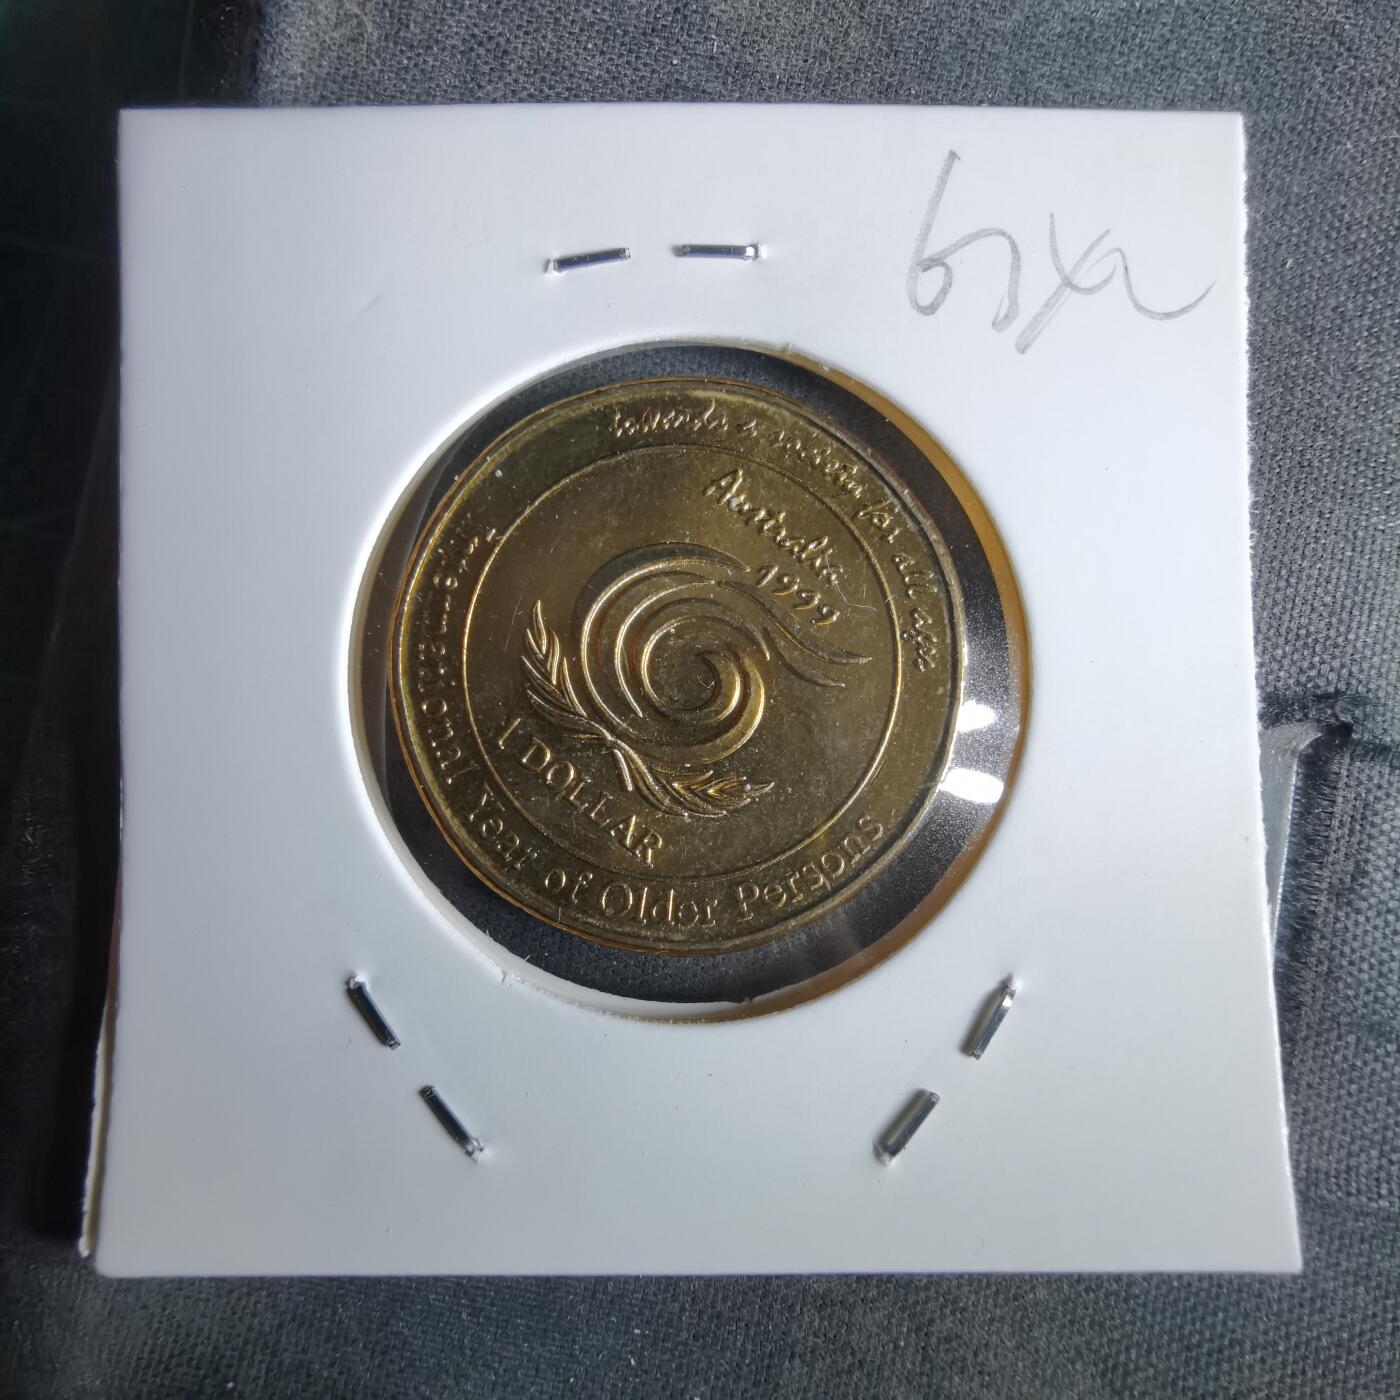 towards a society for all ages
Australia
1999
1 DOLLAR
International Year of Older Persons